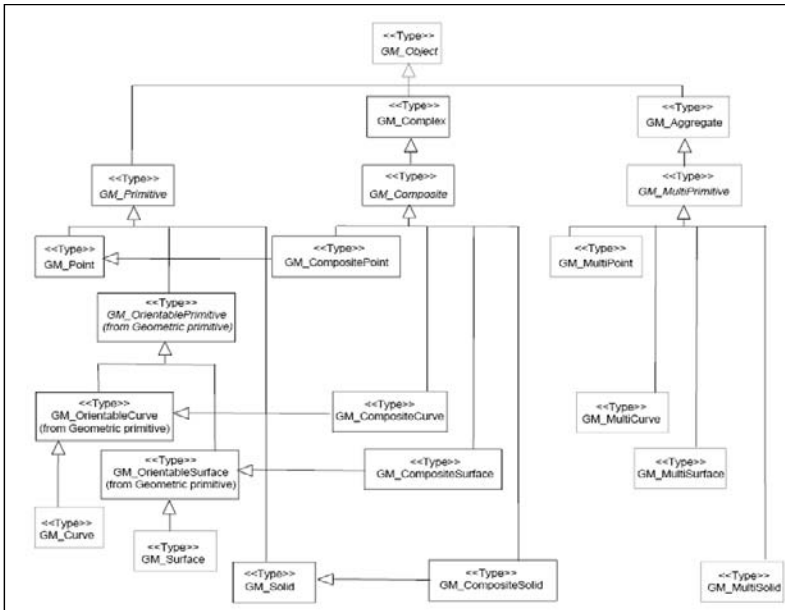 <<Type>>
GM_Object
<<Type>>
GM_Complex
<<Type>>
GM_Aggregate
<<Type>>
GM_Primitive
<<Type>>
GM_Composite
<<Type>>
GM_MultiPrimitive
<<Type>>
GM_Point
<<Type>>
GM_CompositePoint
<<Type>>
GM_MultiPoint
<<Type>>
GM_OrientablePrimitive
(from Geometric primitive)
<<Type>>
GM_OrientableCurve
(from Geometric primitive)
<<Type>>
GM_CompositeCurve
<<Type>>
GM_MultiCurve
<<Type>>
GM_OrientableSurface
(from Geometric primitive)
<<Type>>
GM_CompositeSurface
<<Type>>
GM_MultiSurface
<<Type>>
GM_Curve
<<Type>>
GM_Surface
<<Type>>
GM_Solid
<<Type>>
GM_CompositeSolid
<<Type>>
GM_MultiSolid